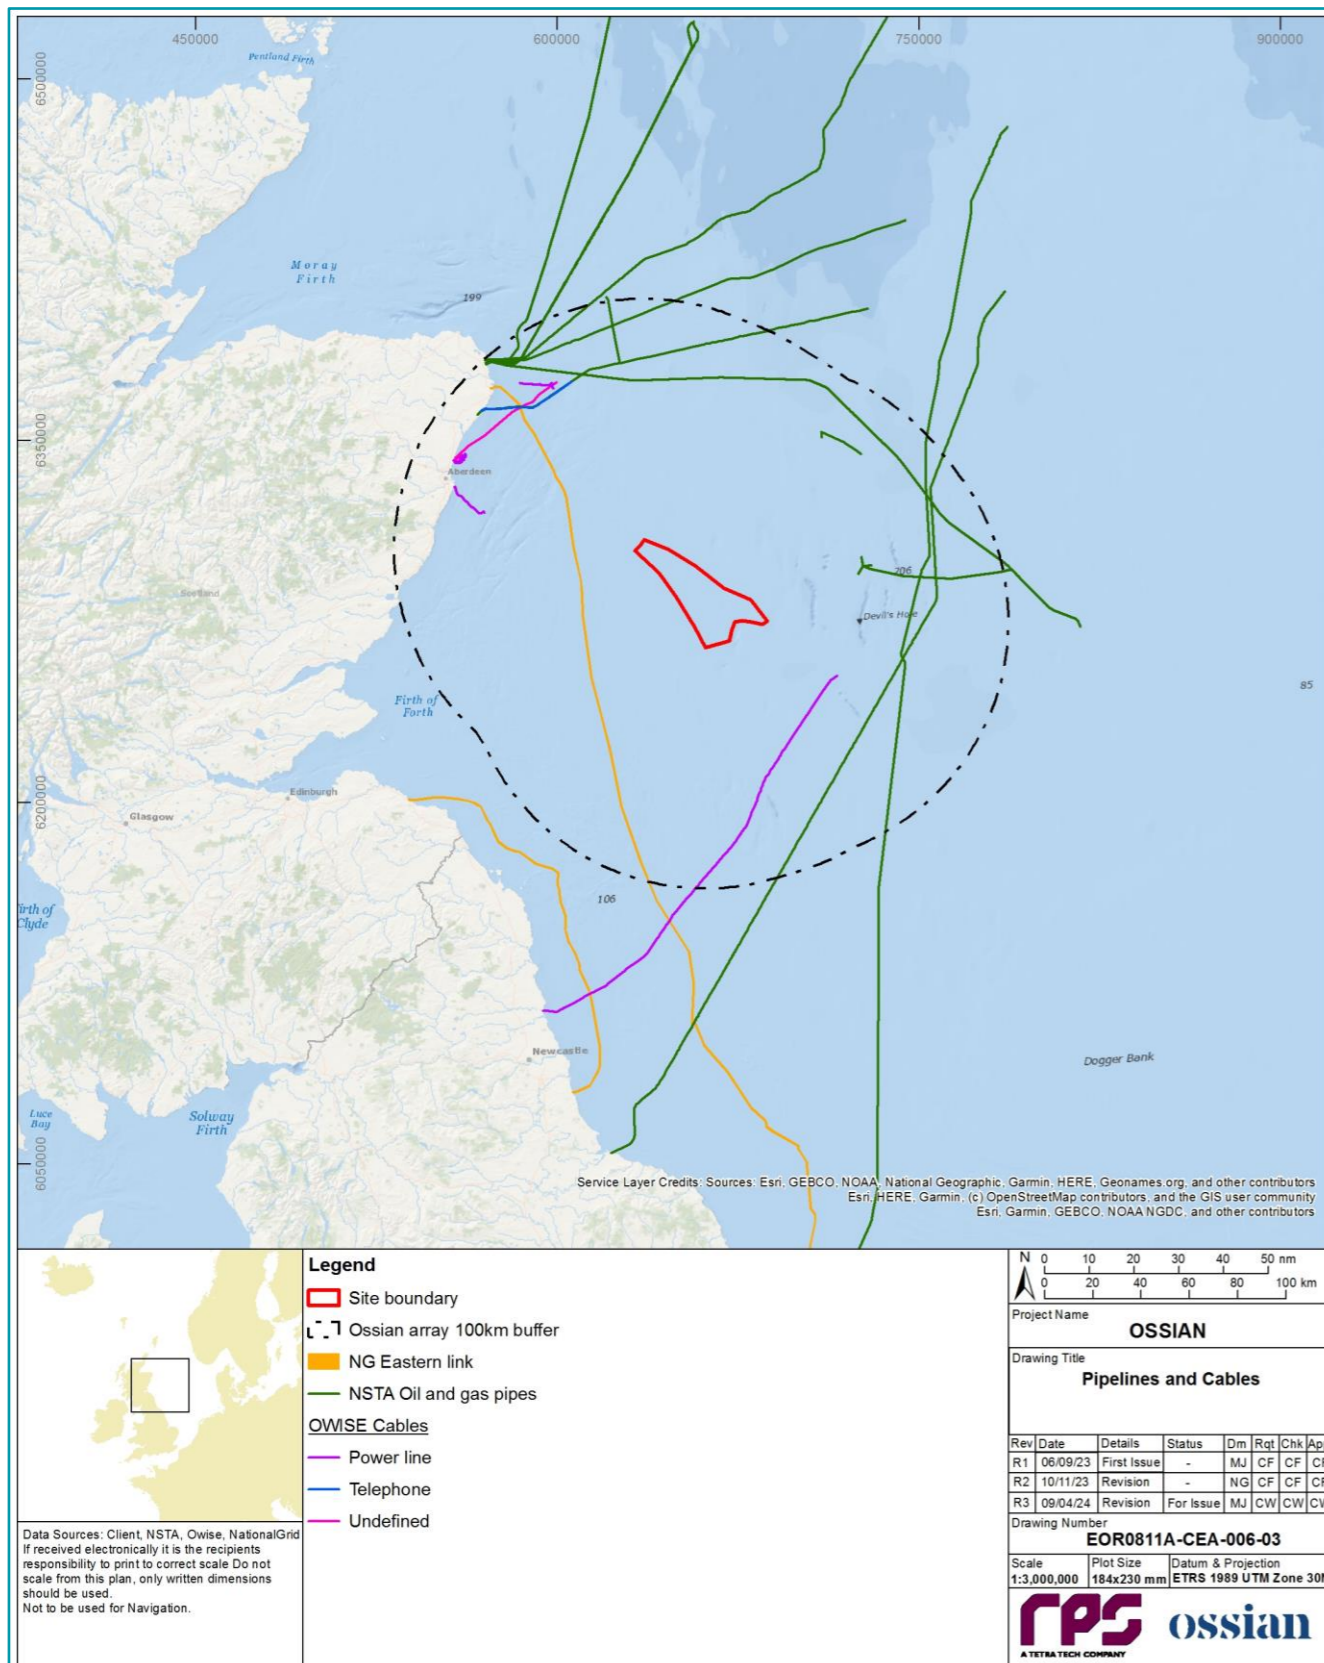 450000
600000
750000
900000
Pentland Firth
6500000
Moray
Firth
199
6350000
Aberdeen
Scotland
206
Devil's Hole
85
Firth of
Forth
Edinburgh
6200000
Glasgow
106
Firth of
Clyde
Newcastle
Dogger Bank
Luce
Bay
Solway
Firth
6050000
Service Layer Credits: Sources: Esri, GEBCO, NOAA, National Geographic, Garmin, HERE, Geonames.org, and other contributors
Esri, HERE, Garmin, (c) OpenStreetMap contributors, and the GIS user community
Esri, Garmin, GEBCO, NOAA NGDC, and other contributors
Legend
Site boundary
Ossian array 100km buffer
NG Eastern link
NSTA Oil and gas pipes
OWISE Cables
Power line
Telephone
Undefined
Data Sources: Client, NSTA, Owise, NationalGrid
If received electronically it is the recipients
responsibility to print to correct scale Do not
scale from this plan, only written dimensions
should be used.
Not to be used for Navigation.
N 0 10 20 30 40 50 nm
0 20 40 60 80 100 km
Project Name
OSSIAN
Drawing Title
Pipelines and Cables
Rev Date Details Status Dm Rqt Chk App
R1 06/09/23 First Issue - MJ CF CF CF
R2 10/11/23 Revision - NG CF CF CF
R3 09/04/24 Revision For Issue MJ CW CW CW
Drawing Number
EOR0811A-CEA-006-03
Scale Plot Size Datum & Projection
1:3,000,000 184x230 mm ETRS 1989 UTM Zone 30N
rps ossian
A TETRA TECH COMPANY